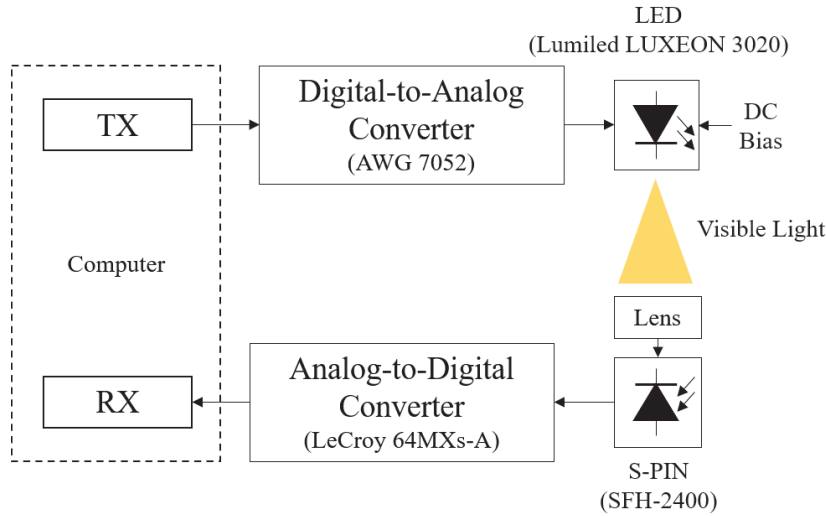 LED
(Lumiled LUXEON 3020)
TX
Digital-to-Analog
Converter
(AWG 7052)
DC
Bias
Visible Light
Computer
Lens
RX
Analog-to-Digital
Converter
(LeCroy 64MXs-A)
S-PIN
(SFH-2400)